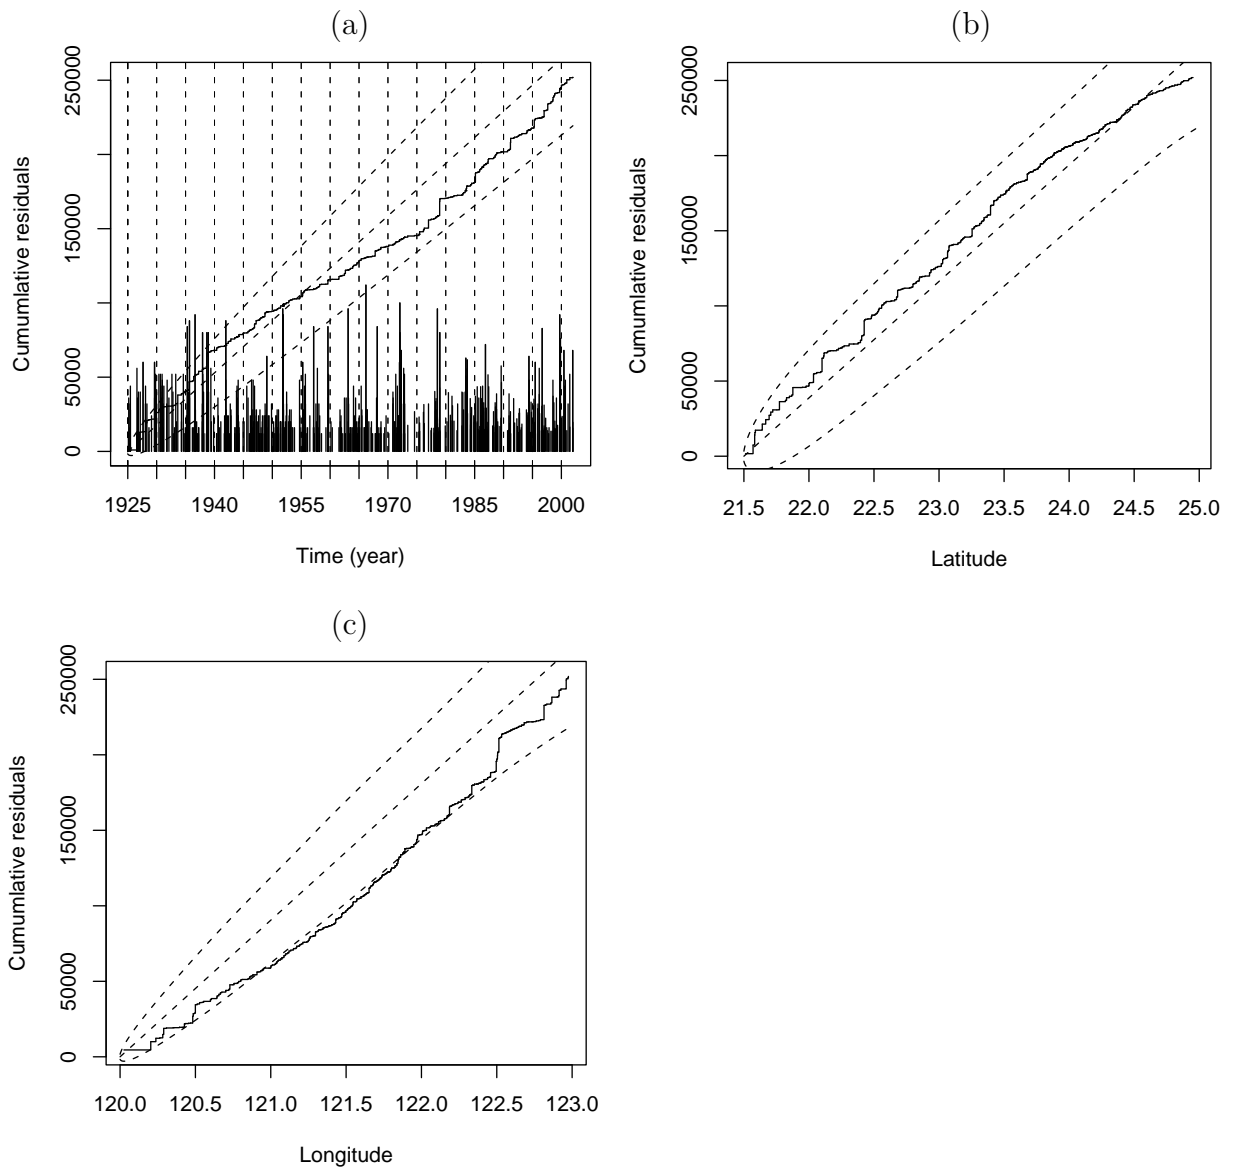 (a)
Cumumlative residuals
0
50000
150000
250000
1925 1940 1955 1970 1985 2000
Time (year)
(b)
Cumumlative residuals
0
50000
150000
250000
21.5 22.0 22.5 23.0 23.5 24.0 24.5 25.0
Latitude
(c)
Cumumlative residuals
0
50000
150000
250000
120.0 120.5 121.0 121.5 122.0 122.5 123.0
Longitude